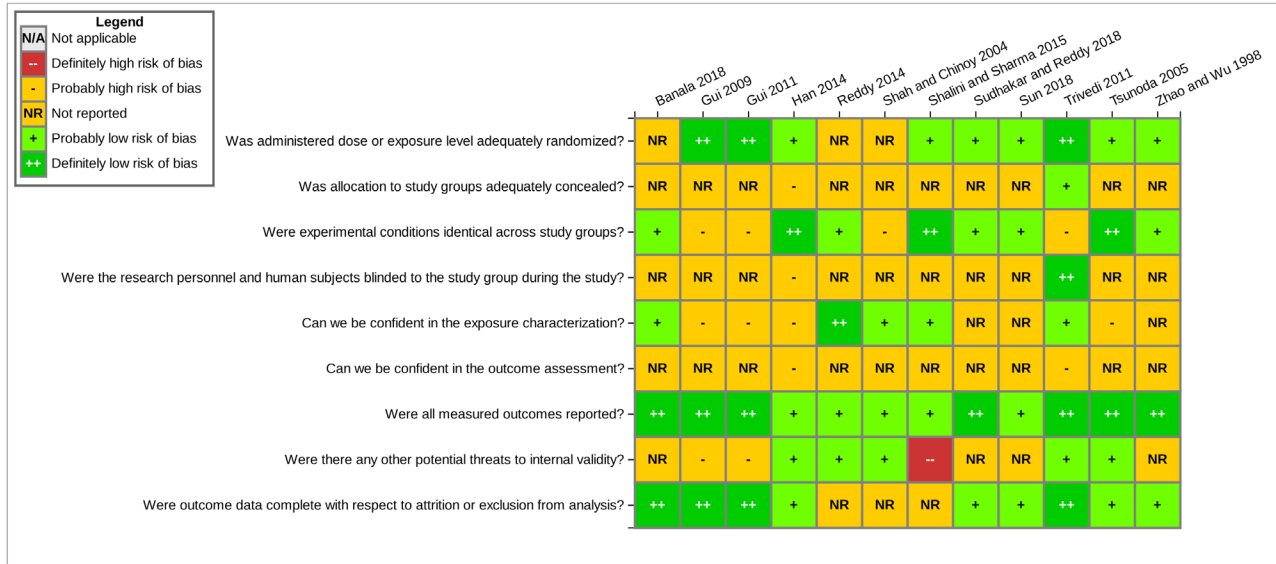 Legend
N/A Not applicable
-- Definitely high risk of bias
- Probably high risk of bias
NR Not reported
+ Probably low risk of bias
++ Definitely low risk of bias
Banala 2018
Gui 2009
Gui 2011
Han 2014
Reddy 2014
Shah and Chinoy 2004
Shalini and Sharma 2015
Sudhakar and Reddy 2018
Sun 2018
Trivedi 2011
Tsunoda 2005
Zhao and Wu 1998
Was administered dose or exposure level adequately randomized? NR ++ ++ + NR NR + + + ++ + +
Was allocation to study groups adequately concealed? NR NR NR - NR NR NR NR NR + NR NR
Were experimental conditions identical across study groups? + - - ++ + - ++ + + - ++ +
Were the research personnel and human subjects blinded to the study group during the study? NR NR NR - NR NR NR NR NR ++ NR NR
Can we be confident in the exposure characterization? + - - - ++ + + NR NR + - NR
Can we be confident in the outcome assessment? NR NR NR - NR NR NR NR NR - NR NR
Were all measured outcomes reported? ++ ++ ++ + + + + ++ + ++ ++ ++
Were there any other potential threats to internal validity? NR - - + + + -- NR NR + + NR
Were outcome data complete with respect to attrition or exclusion from analysis? ++ ++ ++ + NR NR NR + + ++ + +